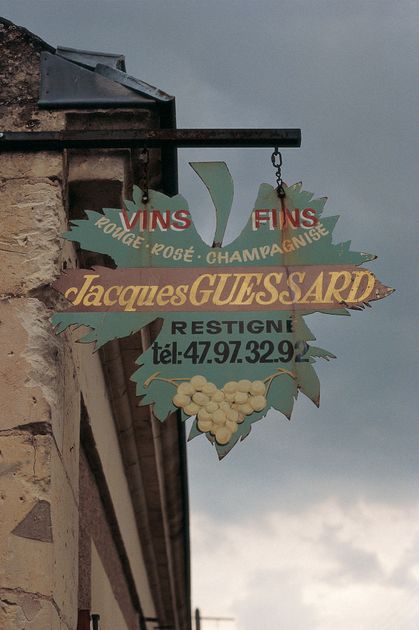 VINS FINS
ROUGE · ROSÉ · CHAMPAGNISÉ
Jacques GUESSARD
RESTIGNE
tél: 47.97.32.92